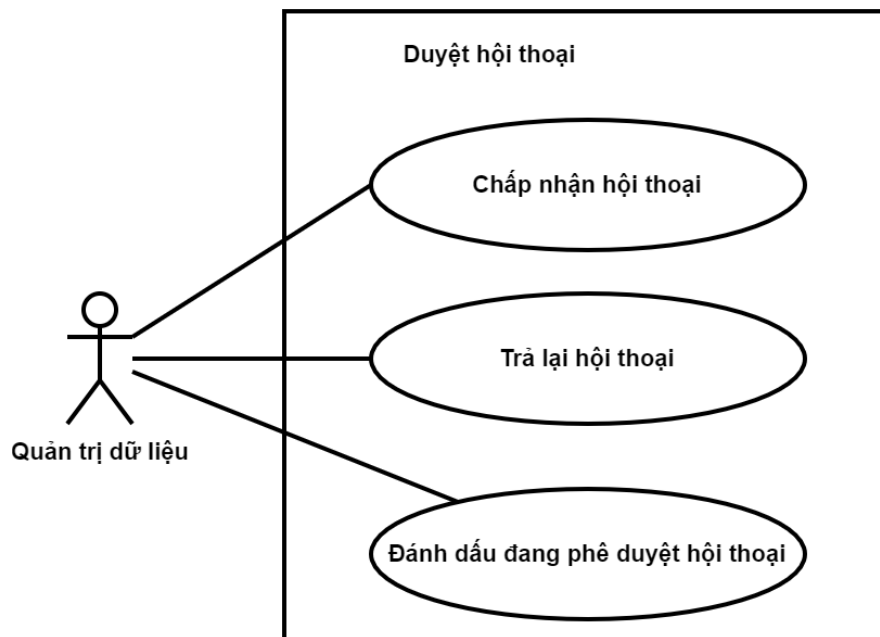 Duyệt hội thoại
Chấp nhận hội thoại
Trả lại hội thoại
Quản trị dữ liệu
Đánh dấu đang phê duyệt hội thoại